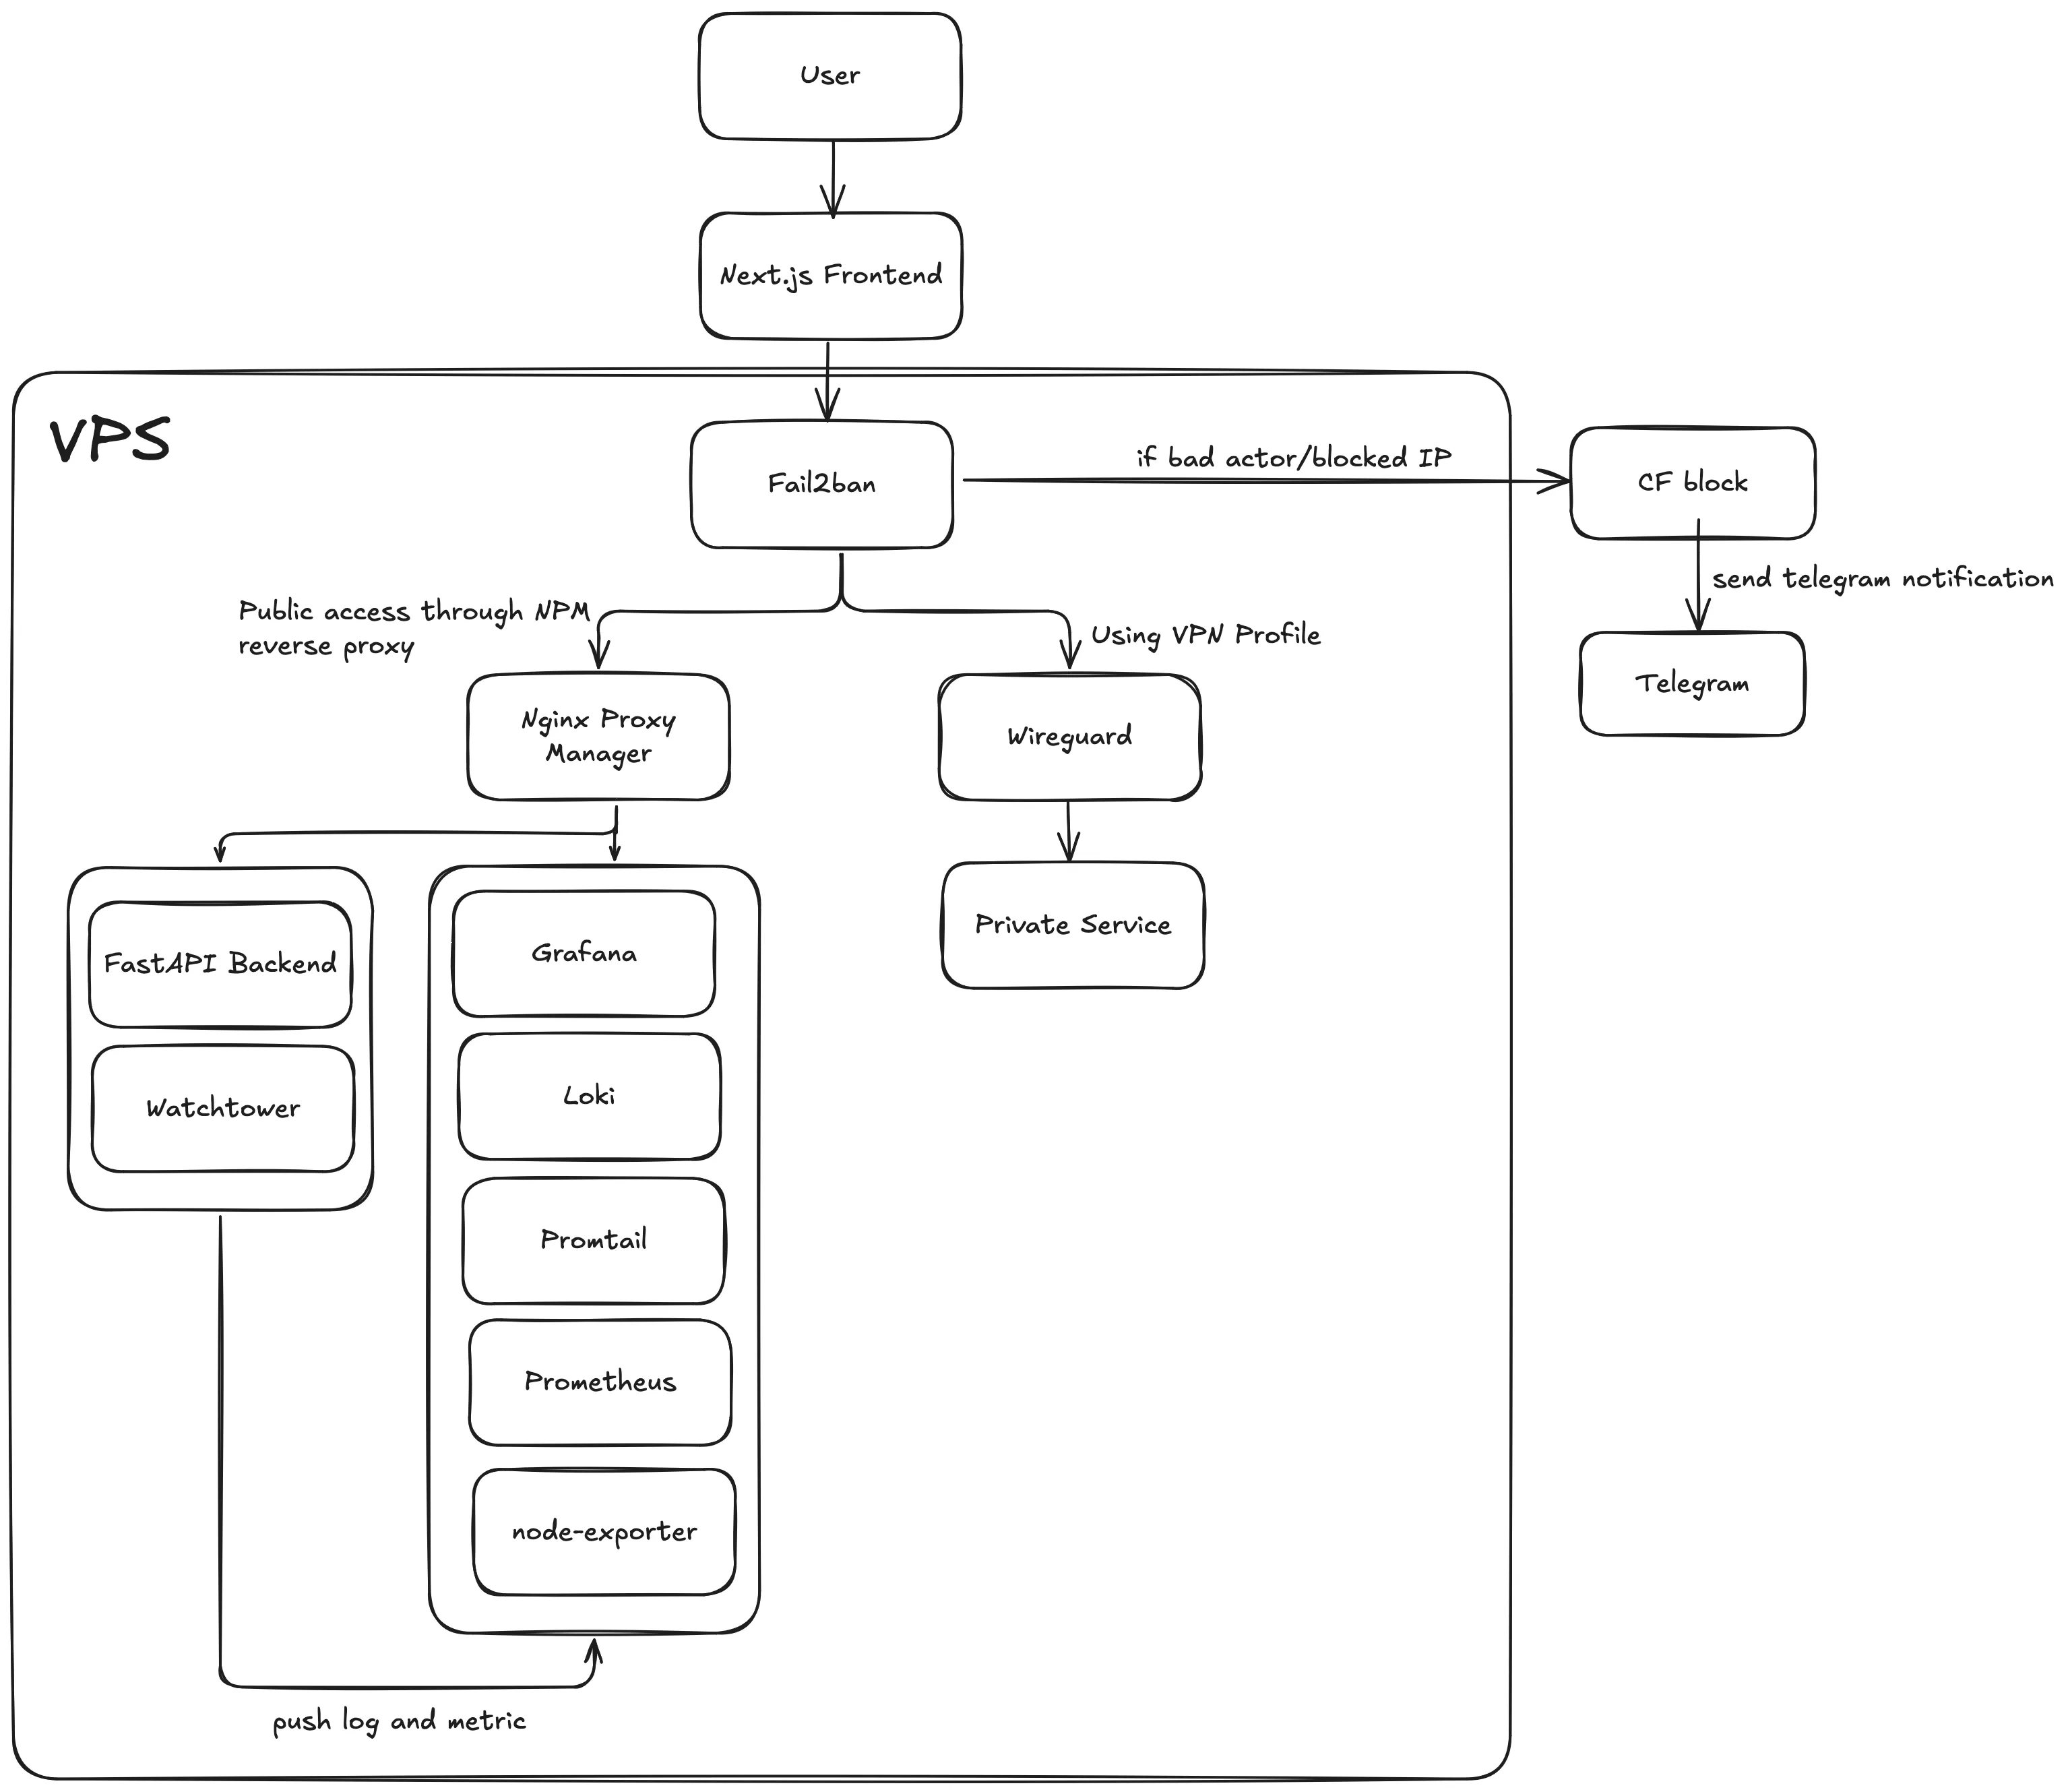 User
Next.js Frontend
VPS
Fail2ban
if bad actor/blocked IP
CF block
send telegram notification
Telegram
Public access through NPM
reverse proxy
Using VPN Profile
Nginx Proxy
Manager
Wireguard
Private Service
FastAPI Backend
Watchtower
Grafana
Loki
Promtail
Prometheus
node-exporter
push log and metric